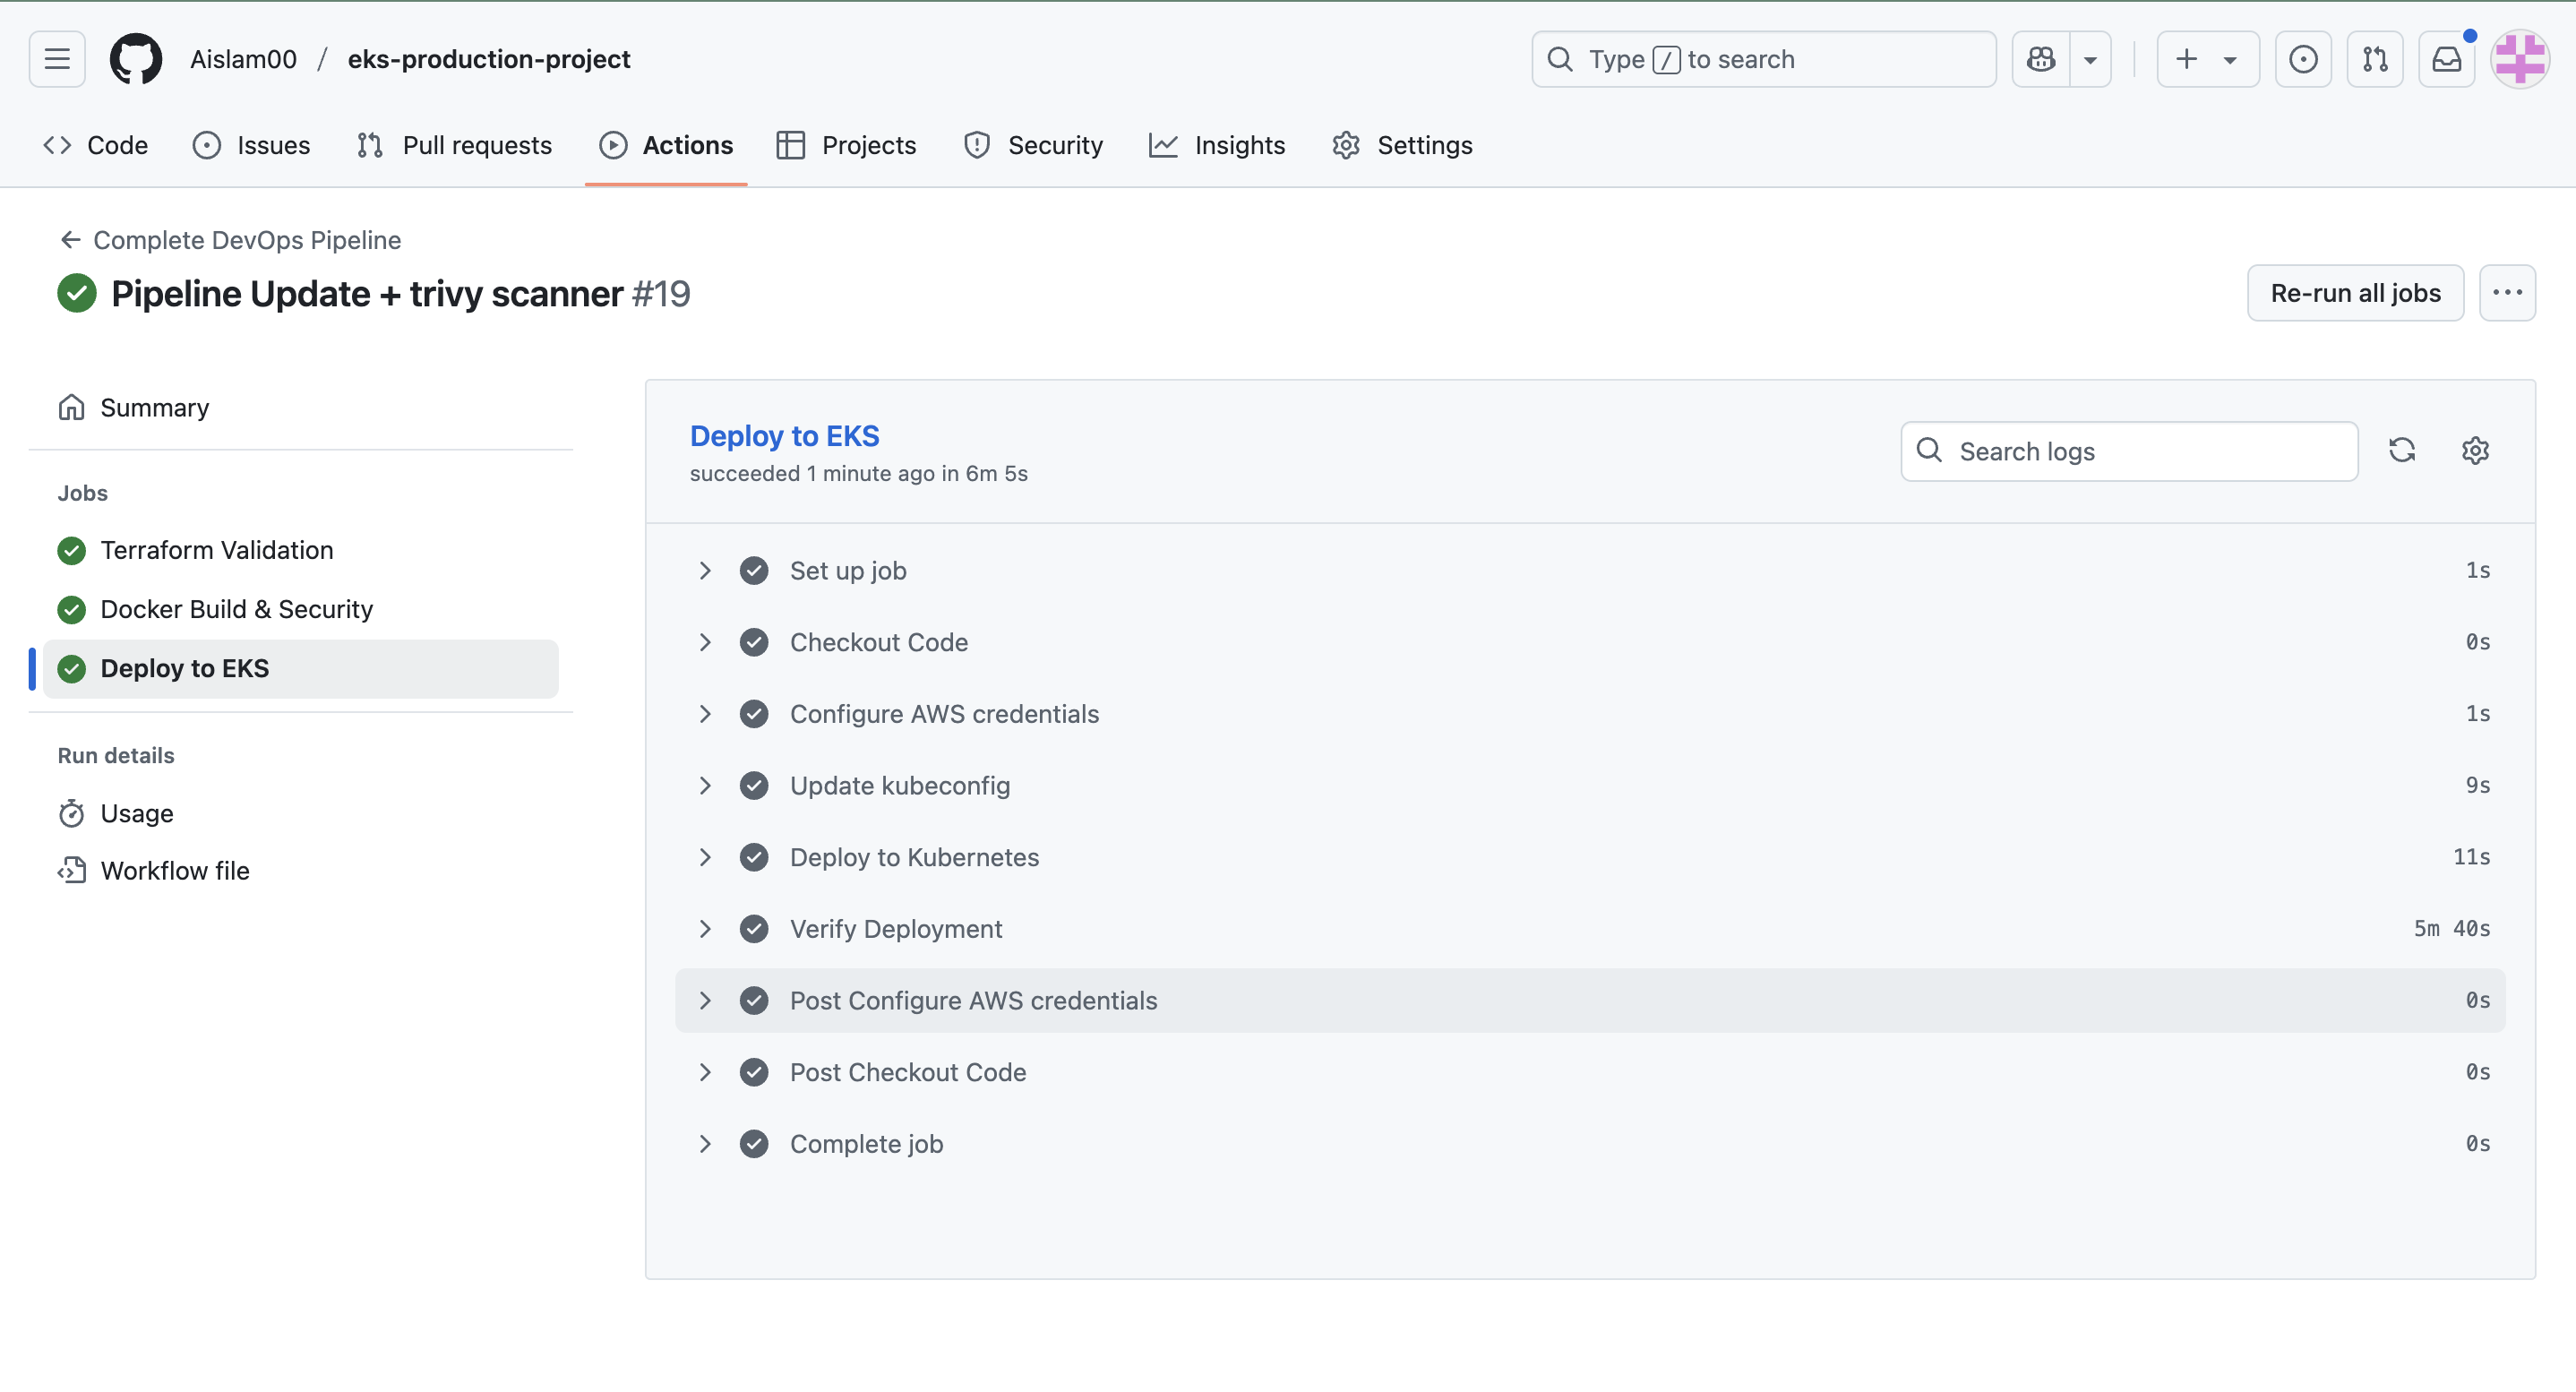 Aislam00 / eks-production-project
Type / to search
Code Issues Pull requests Actions Projects Security Insights Settings
Complete DevOps Pipeline
Pipeline Update + trivy scanner #19
Re-run all jobs
Summary
Jobs
Terraform Validation
Docker Build & Security
Deploy to EKS
Run details
Usage
Workflow file
Deploy to EKS
succeeded 1 minute ago in 6m 5s
Search logs
Set up job 1s
Checkout Code 0s
Configure AWS credentials 1s
Update kubeconfig 9s
Deploy to Kubernetes 11s
Verify Deployment 5m 40s
Post Configure AWS credentials 0s
Post Checkout Code 0s
Complete job 0s